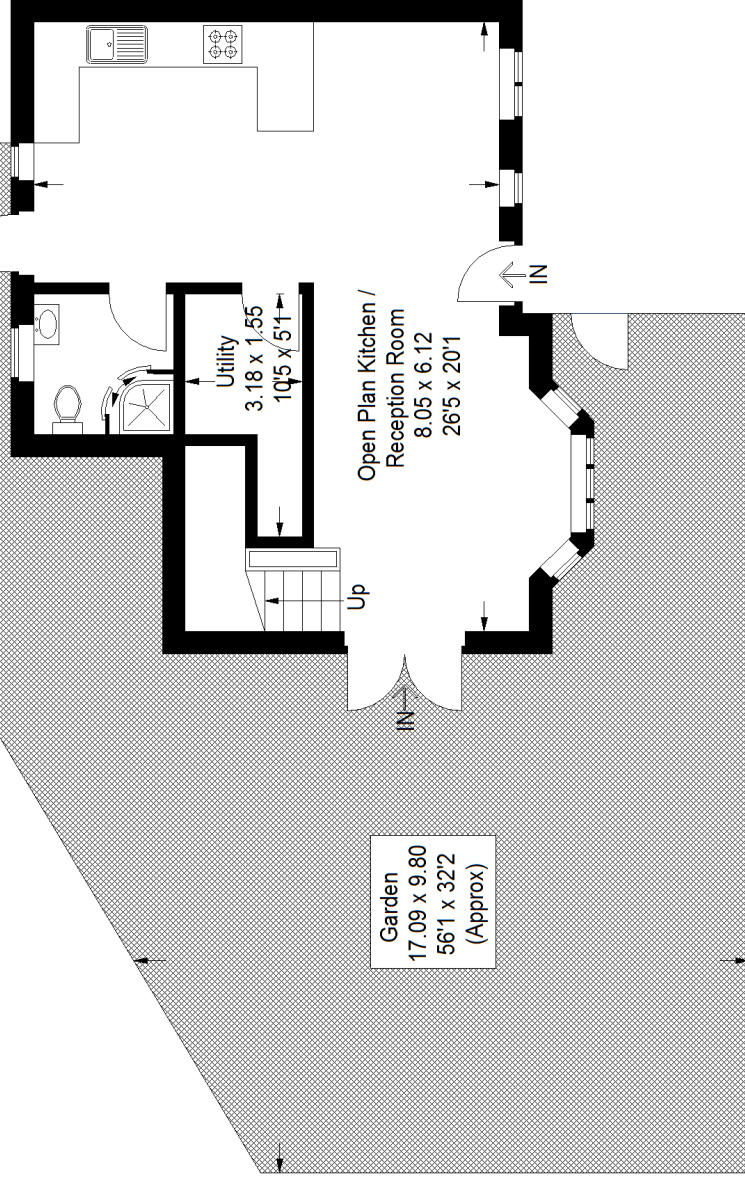 IN
Utility
3.18 x 1.55
10'5 x 5'1
Open Plan Kitchen /
Reception Room
8.05 x 6.12
26'5 x 20'1
Up
IN
Garden
17.09 x 9.80
56'1 x 32'2
(Approx)